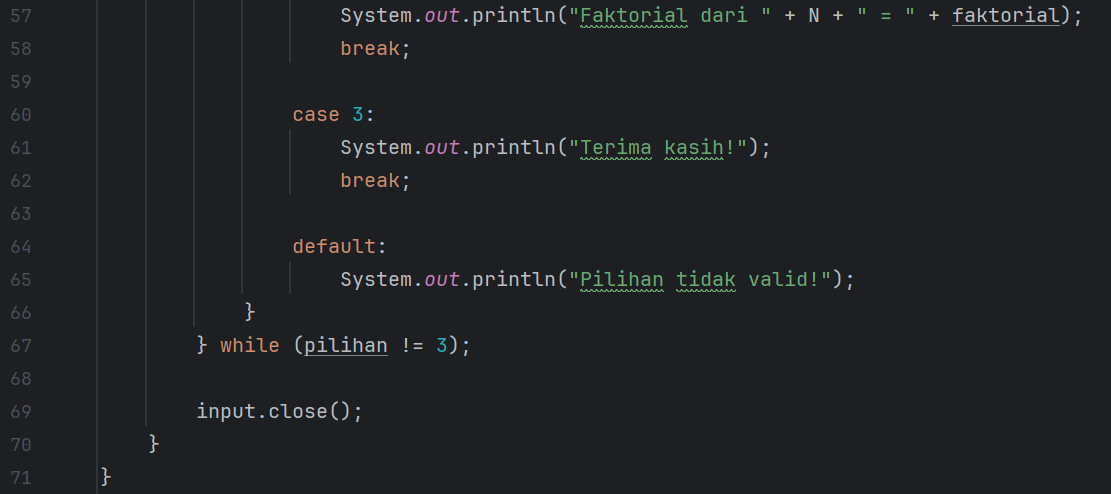 57 System.out.println("Faktorial dari " + N + " = " + faktorial);
58 break;
59
60 case 3:
61 System.out.println("Terima kasih!");
62 break;
63
64 default:
65 System.out.println("Pilihan tidak valid!");
66 }
67 } while (pilihan != 3);
68
69 input.close();
70 }
71 }